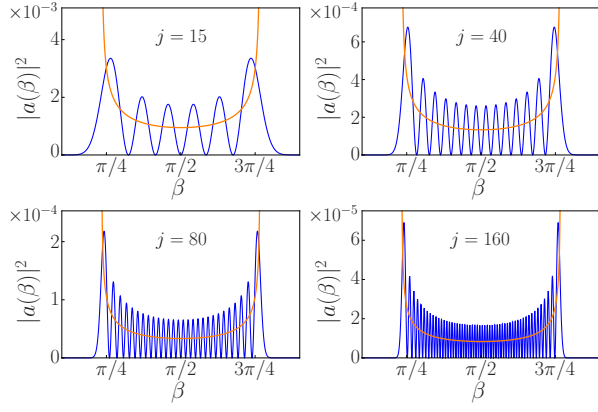 ×10⁻³
j = 15
|a(β)|²
4
2
0
π/4
π/2
3π/4
β
×10⁻⁴
j = 40
|a(β)|²
6
4
2
0
π/4
π/2
3π/4
β
×10⁻⁴
j = 80
|a(β)|²
2
1
0
π/4
π/2
3π/4
β
×10⁻⁵
j = 160
|a(β)|²
6
4
2
0
π/4
π/2
3π/4
β